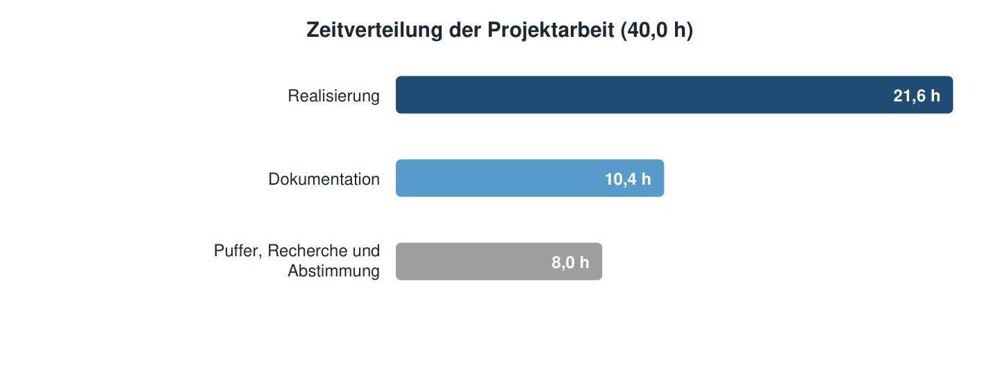 Zeitverteilung der Projektarbeit (40,0 h)
Realisierung
21,6 h
Dokumentation
10,4 h
Puffer, Recherche und
Abstimmung
8,0 h